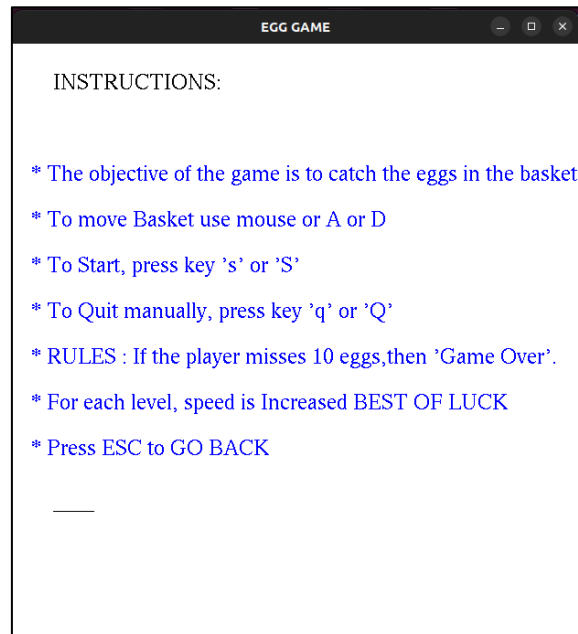 EGG GAME
INSTRUCTIONS:
* The objective of the game is to catch the eggs in the basket
* To move Basket use mouse or A or D
* To Start, press key ’s’ or ’S’
* To Quit manually, press key ’q’ or ’Q’
* RULES : If the player misses 10 eggs,then ’Game Over’.
* For each level, speed is Increased BEST OF LUCK
* Press ESC to GO BACK
____